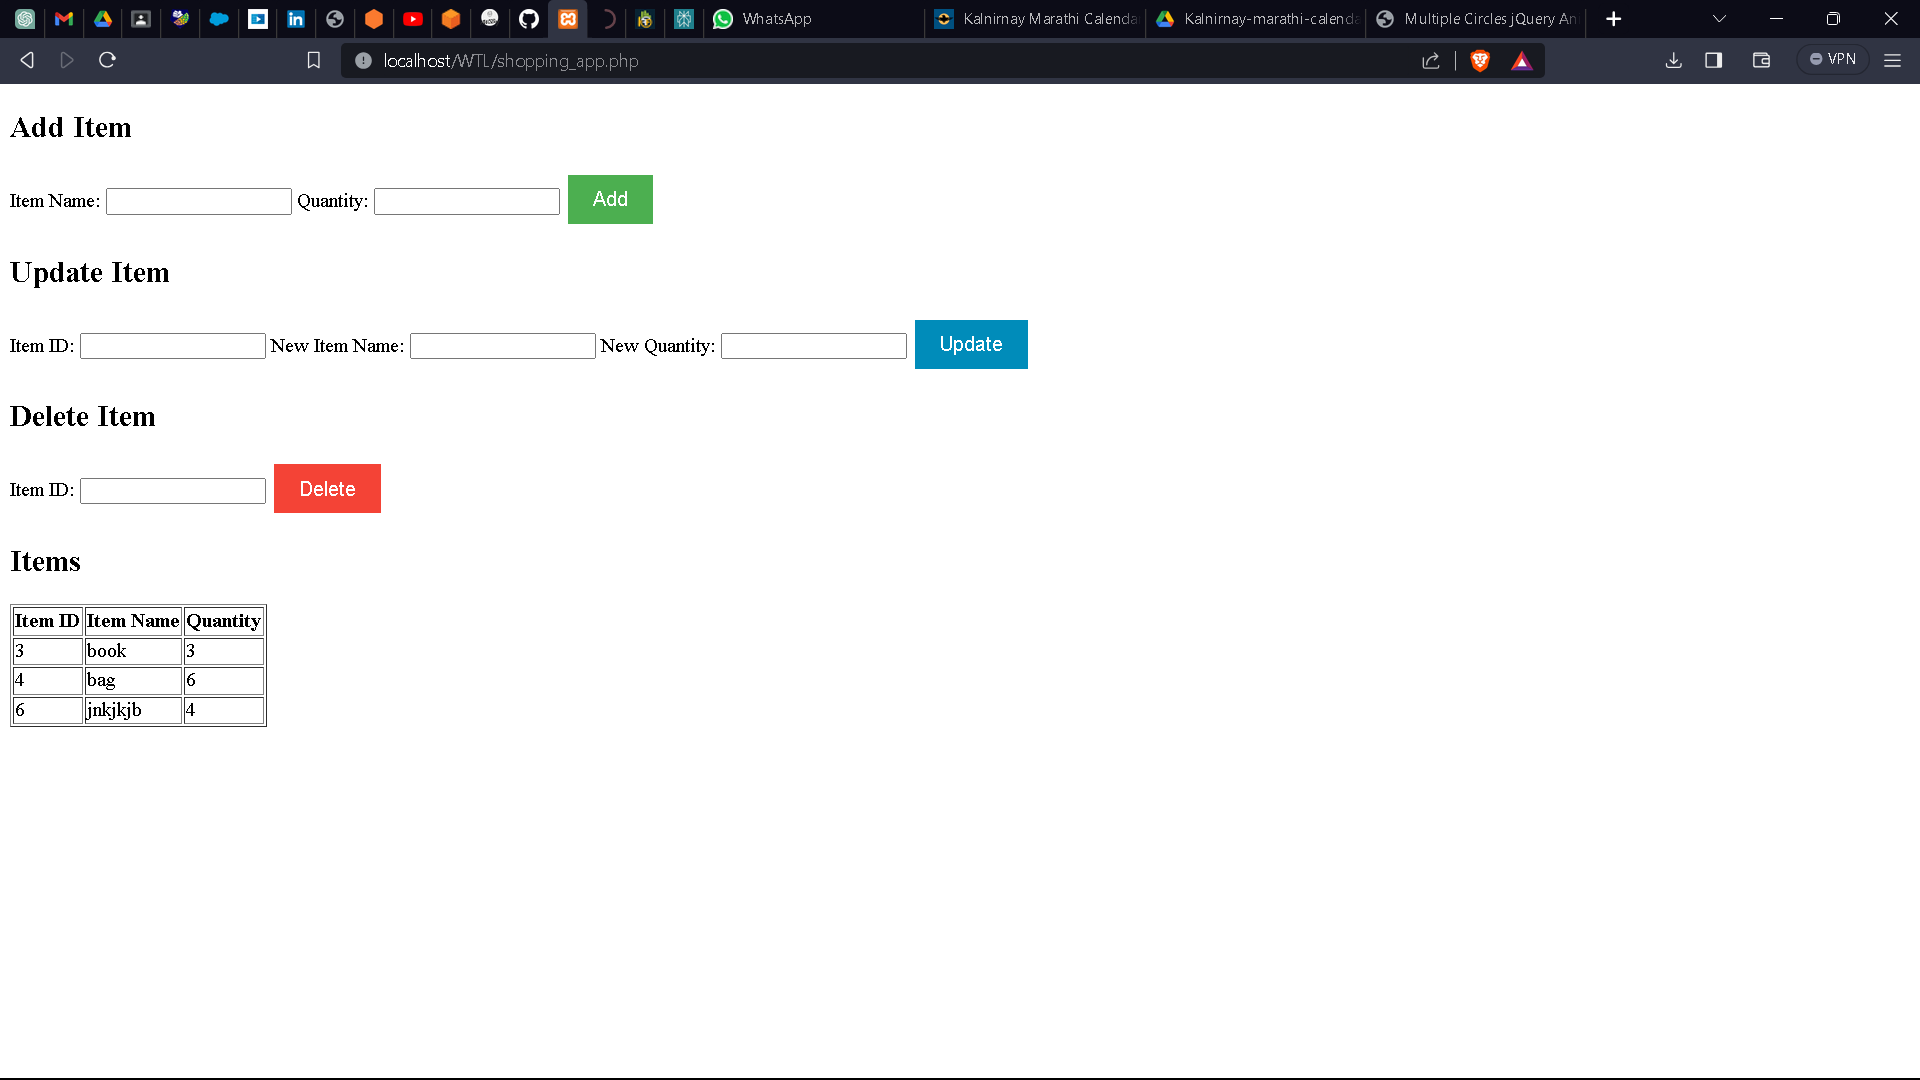 WhatsApp
Kalnirnay Marathi Calenda
Kalnirnay-marathi-calenda
Multiple Circles jQuery An
localhost/WTL/shopping_app.php
VPN
Add Item
Item Name: Quantity: Add
Update Item
Item ID: New Item Name: New Quantity: Update
Delete Item
Item ID: Delete
Items
Item ID Item Name Quantity
3 book 3
4 bag 6
6 jnkjkjb 4